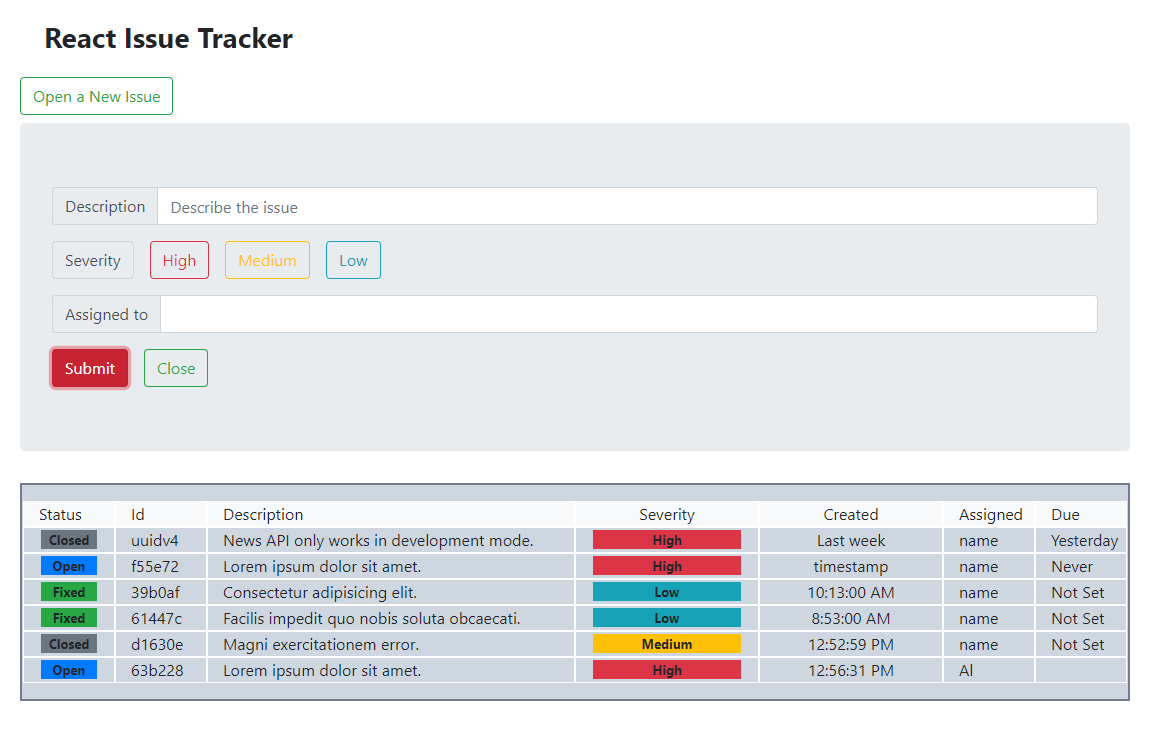 React Issue Tracker
Open a New Issue
Description Describe the issue
Severity High Medium Low
Assigned to
Submit Close
Status Id Description Severity Created Assigned Due
Closed uuidv4 News API only works in development mode. High Last week name Yesterday
Open f55e72 Lorem ipsum dolor sit amet. High timestamp name Never
Fixed 39b0af Consectetur adipisicing elit. Low 10:13:00 AM name Not Set
Fixed 61447c Facilis impedit quo nobis soluta obcaecati. Low 8:53:00 AM name Not Set
Closed d1630e Magni exercitationem error. Medium 12:52:59 PM name Not Set
Open 63b228 Lorem ipsum dolor sit amet. High 12:56:31 PM Al